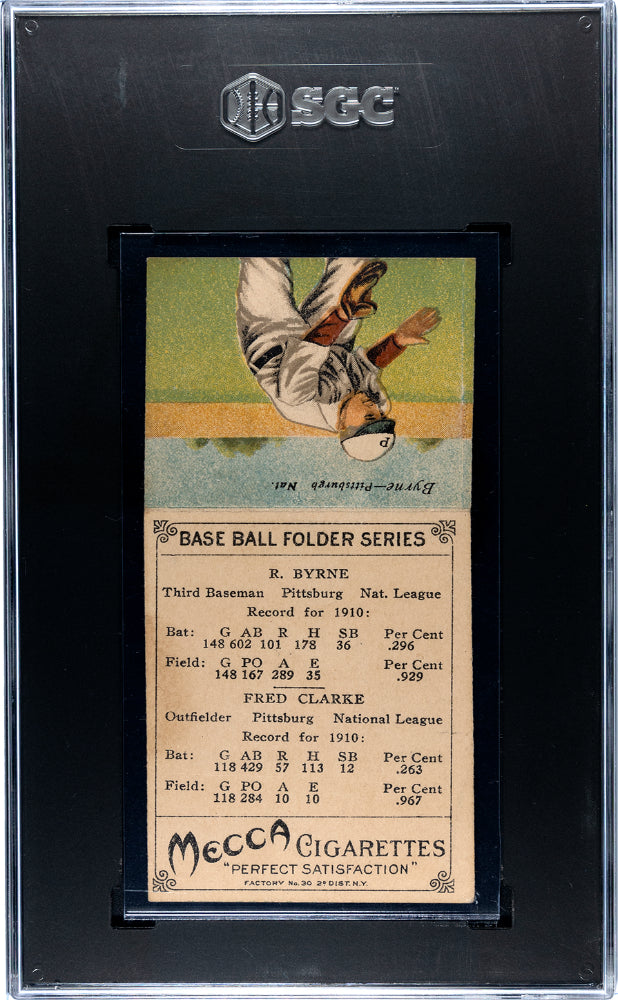 SGC
P
Byrne—Pittsburgh Nat.
BASE BALL FOLDER SERIES
R. BYRNE
Third Baseman Pittsburg Nat. League
Record for 1910:
Bat: G AB R H SB Per Cent
148 602 101 178 36 .296
Field: G PO A E Per Cent
148 167 289 35 .929
FRED CLARKE
Outfielder Pittsburg National League
Record for 1910:
Bat: G AB R H SB Per Cent
118 429 57 113 12 .263
Field: G PO A E Per Cent
118 284 10 10 .967
MECCA CIGARETTES
"PERFECT SATISFACTION"
FACTORY No. 30 2D DIST. N.Y.